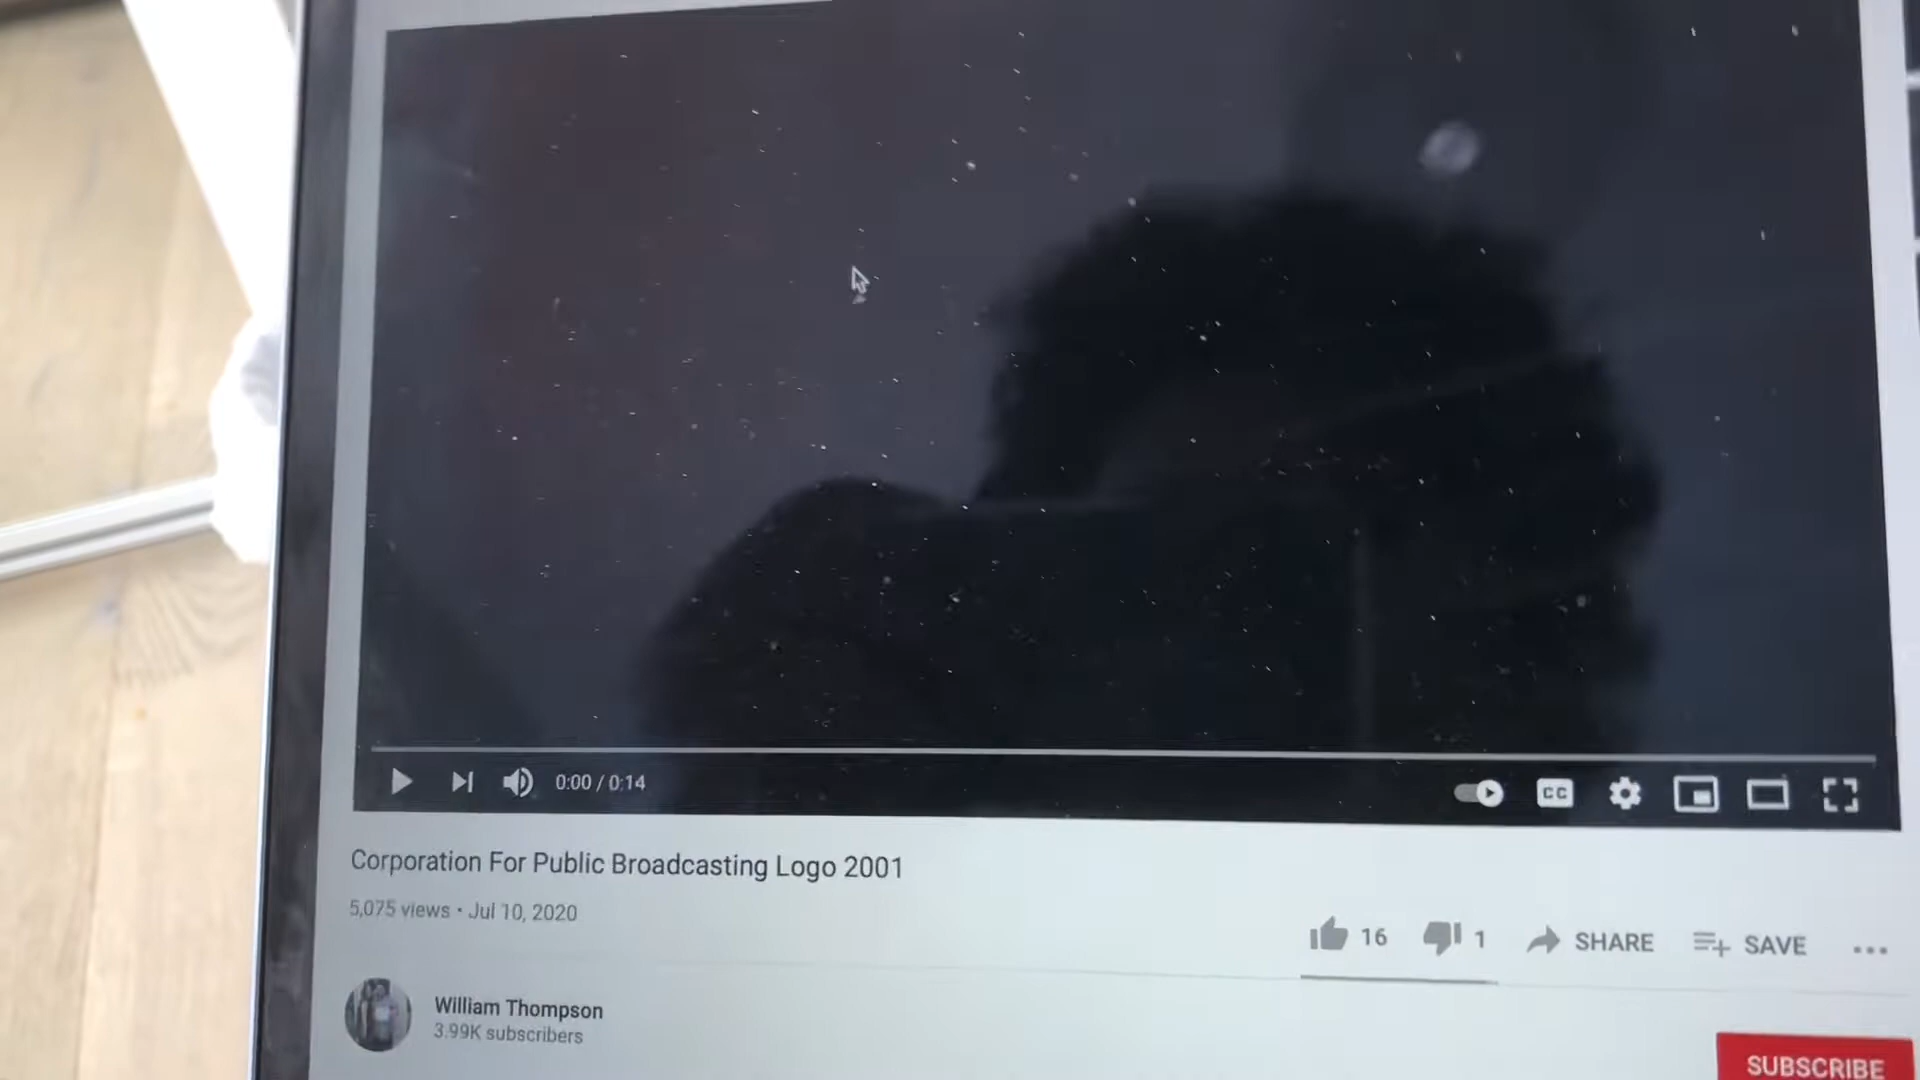 0:00 / 0:14
CC
Corporation For Public Broadcasting Logo 2001
5,075 views • Jul 10, 2020
16
1
SHARE
SAVE
William Thompson
3.99K subscribers
SUBSCRIBE